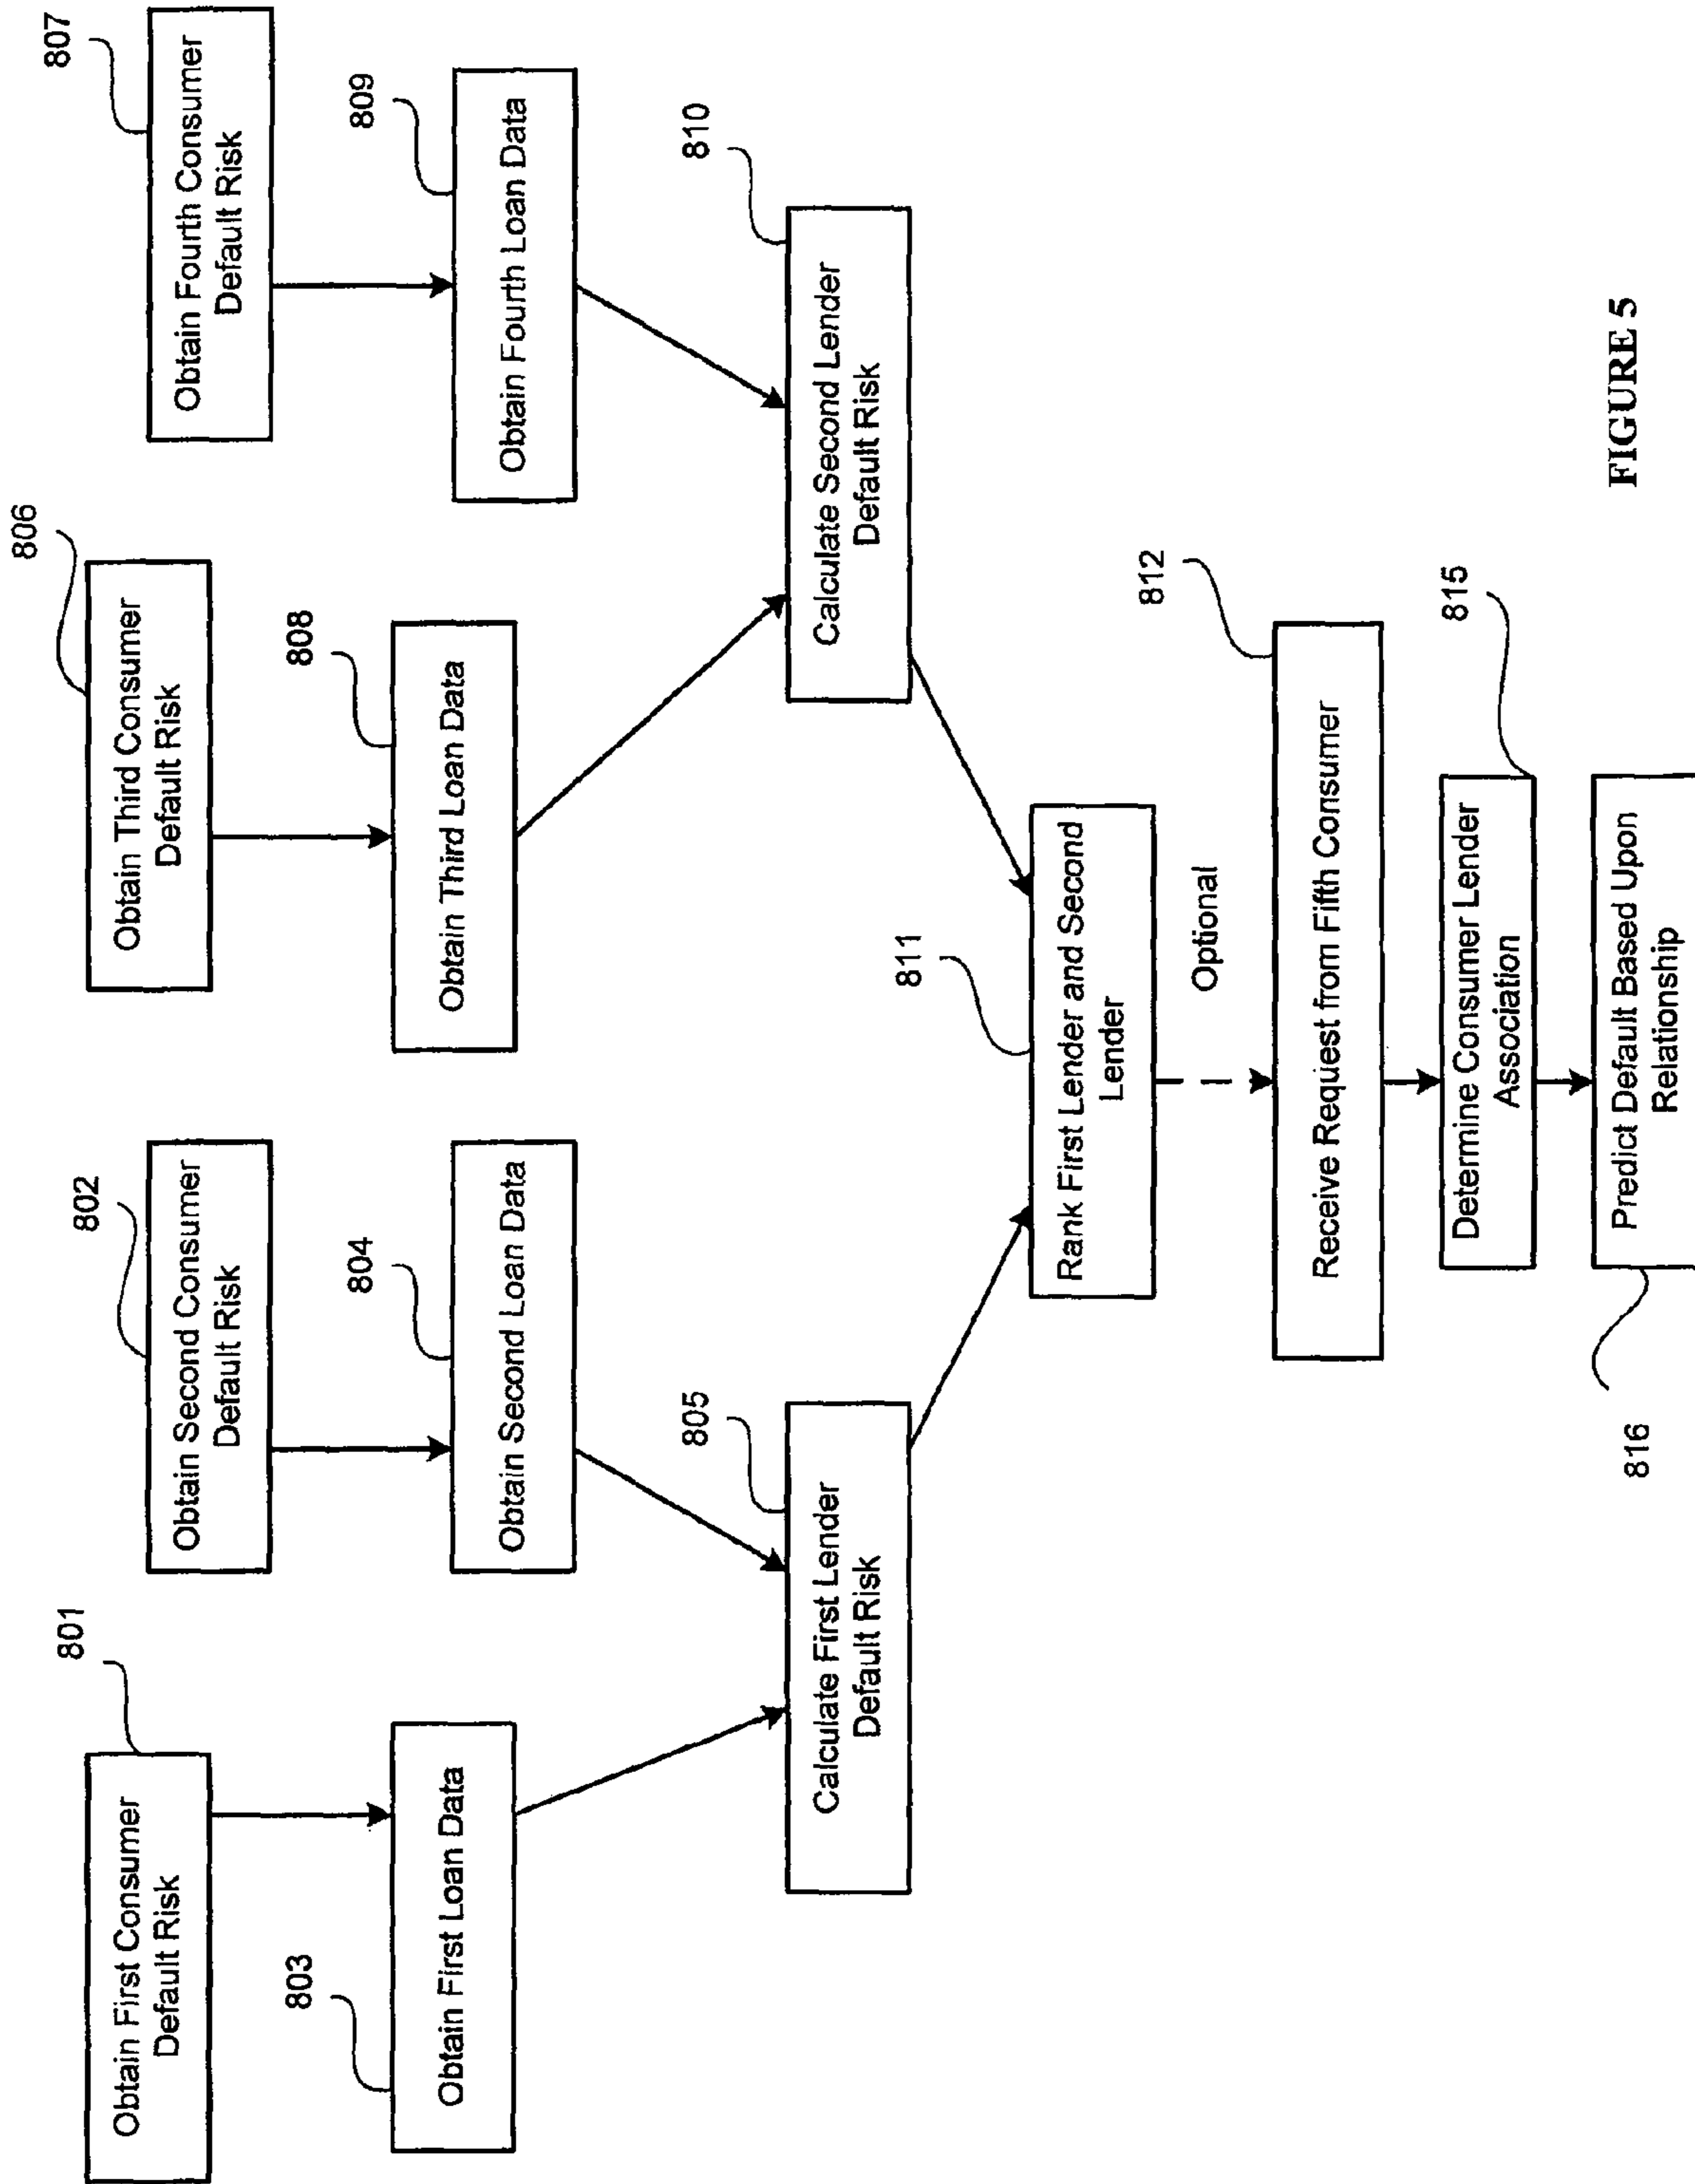 801
Obtain First Consumer
Default Risk
802
Obtain Second Consumer
Default Risk
806
Obtain Third Consumer
Default Risk
807
Obtain Fourth Consumer
Default Risk
803
Obtain First Loan Data
804
Obtain Second Loan Data
808
Obtain Third Loan Data
809
Obtain Fourth Loan Data
805
Calculate First Lender
Default Risk
810
Calculate Second Lender
Default Risk
811
Rank First Lender and Second
Lender
Optional
812
Receive Request from Fifth Consumer
815
Determine Consumer Lender
Association
816
Predict Default Based Upon
Relationship
FIGURE 5